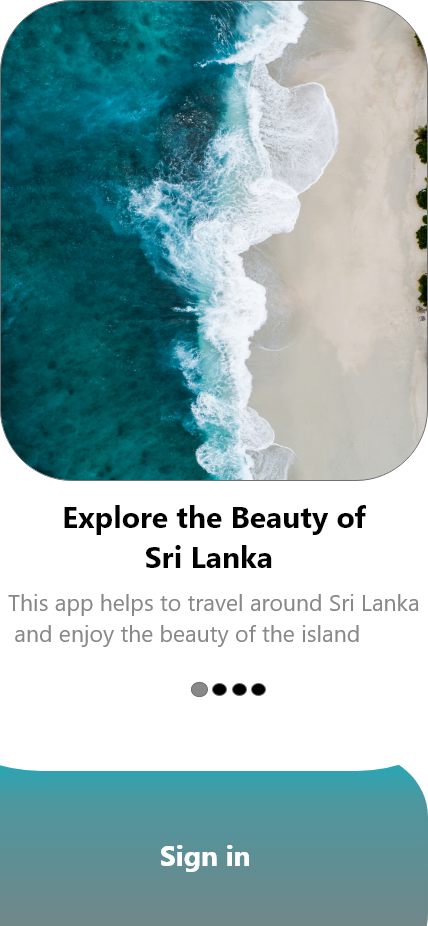 Explore the Beauty of
Sri Lanka
This app helps to travel around Sri Lanka
and enjoy the beauty of the island
Sign in